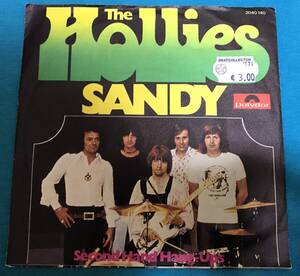 The
2040 140
Hollies
€ 3,00
SANDY
Polydor
Second Hand Hang-Ups